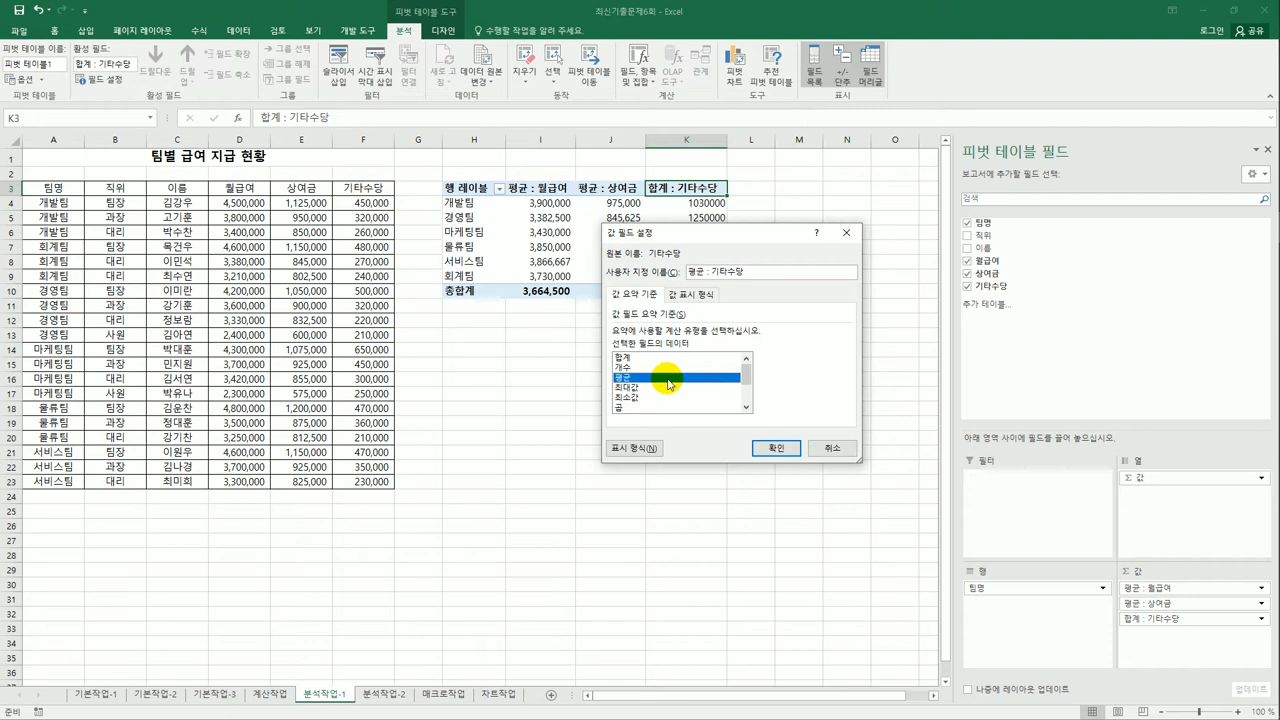 피벗 테이블 도구
최신기출문제6회 - Excel
파일 홈 삽입 페이지 레이아웃 수식 데이터 검토 보기 개발 도구 분석 디자인 수행할 작업을 알려 주세요. 로그인 공유
피벗 테이블 이름:
피벗 테이블1
옵션
피벗 테이블
활성 필드:
합계 : 기타수당
필드 설정
드릴다운
드릴업
필드 확장
필드 축소
활성 필드
그룹 선택
그룹 해제
그룹 필드
그룹
슬라이서 삽입
시간 표시 막대 삽입
필터 연결
필터
새로 고침
데이터 원본 변경
데이터
지우기
선택
피벗 테이블 이동
동작
필드, 항목 및 집합
OLAP 도구
관계
계산
피벗 차트
추천 피벗 테이블
도구
필드 목록
+/- 단추
필드 머리글
표시
K3 fx 합계 : 기타수당
A B C D E F G H I J K L M N O
1 팀별 급여 지급 현황
2
3 팀명 직위 이름 월급여 상여금 기타수당 행 레이블 평균 : 월급여 평균 : 상여금 합계 : 기타수당
4 개발팀 팀장 김강우 4,500,000 1,125,000 450,000 개발팀 3,900,000 975,000 1030000
5 개발팀 과장 고기훈 3,800,000 950,000 320,000 경영팀 3,382,500 845,625 1250000
6 개발팀 대리 박수찬 3,400,000 850,000 260,000 마케팅팀 3,430,000
7 회계팀 팀장 목건우 4,600,000 1,150,000 480,000 물류팀 3,850,000
8 회계팀 대리 이민석 3,380,000 845,000 270,000 서비스팀 3,866,667
9 회계팀 대리 최수연 3,210,000 802,500 240,000 회계팀 3,730,000
10 경영팀 팀장 이미란 4,200,000 1,050,000 500,000 총합계 3,664,500
11 경영팀 과장 강기훈 3,600,000 900,000 320,000
12 경영팀 대리 정보람 3,330,000 832,500 220,000
13 경영팀 사원 김아연 2,400,000 600,000 210,000
14 마케팅팀 팀장 박대훈 4,300,000 1,075,000 650,000
15 마케팅팀 과장 민지원 3,700,000 925,000 450,000
16 마케팅팀 대리 김서연 3,420,000 855,000 300,000
17 마케팅팀 사원 박유나 2,300,000 575,000 250,000
18 물류팀 팀장 김운찬 4,800,000 1,200,000 470,000
19 물류팀 과장 정대훈 3,500,000 875,000 360,000
20 물류팀 대리 강기찬 3,250,000 812,500 210,000
21 서비스팀 팀장 이원우 4,600,000 1,150,000 470,000
22 서비스팀 과장 김나경 3,700,000 925,000 350,000
23 서비스팀 대리 최미희 3,300,000 825,000 230,000
24
25
26
27
28
29
30
31
32
33
34
35
36
값 필드 설정 ? ×
원본 이름: 기타수당
사용자 지정 이름(C): 평균 : 기타수당
값 요약 기준 값 표시 형식
값 필드 요약 기준(S)
요약에 사용할 계산 유형을 선택하십시오.
선택한 필드의 데이터
합계
개수
평균
최대값
최소값
곱
표시 형식(N) 확인 취소
피벗 테이블 필드
보고서에 추가할 필드 선택:
검색
팀명
직위
이름
월급여
상여금
기타수당
추가 테이블...
아래 영역 사이에 필드를 끌어 놓으십시오.
필터
열
Σ 값
행
팀명
Σ 값
평균 : 월급여
평균 : 상여금
합계 : 기타수당
나중에 레이아웃 업데이트 업데이트
기본작업-1 기본작업-2 기본작업-3 계산작업 분석작업-1 분석작업-2 매크로작업 차트작업
준비 100 %